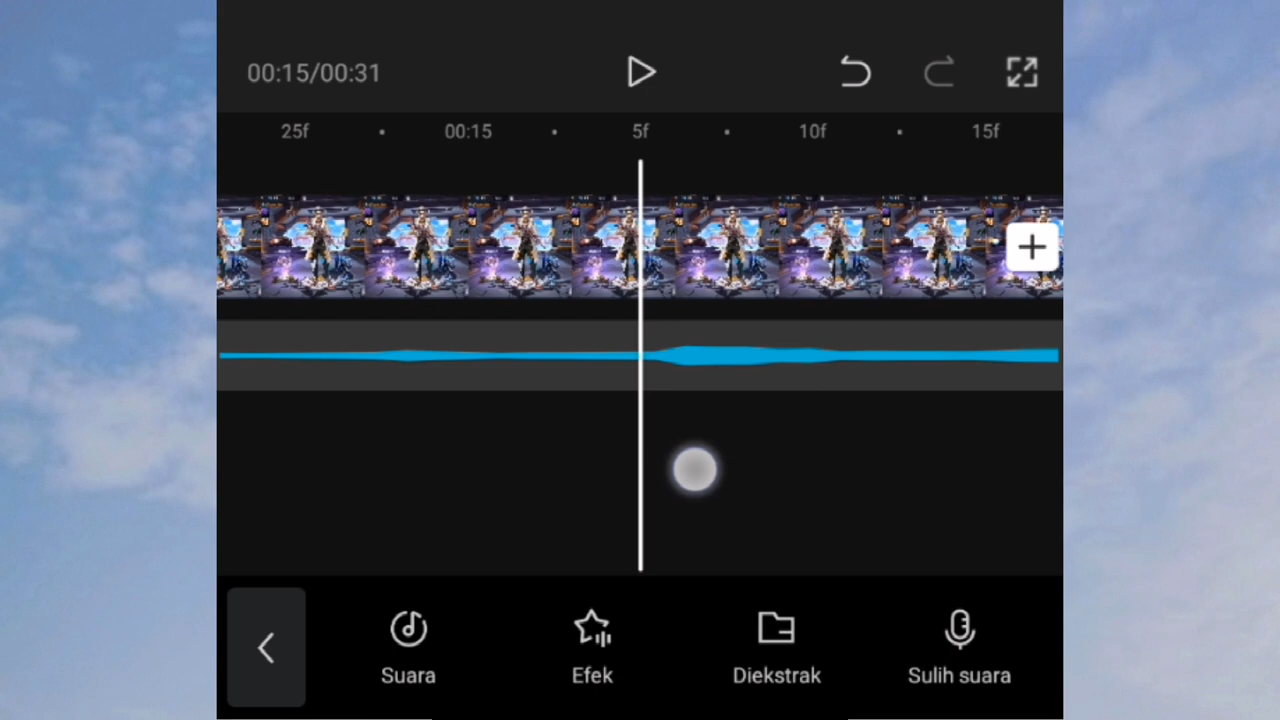 00:15/00:31
25f 00:15 5f 10f 15f
Suara Efek Diekstrak Sulih suara